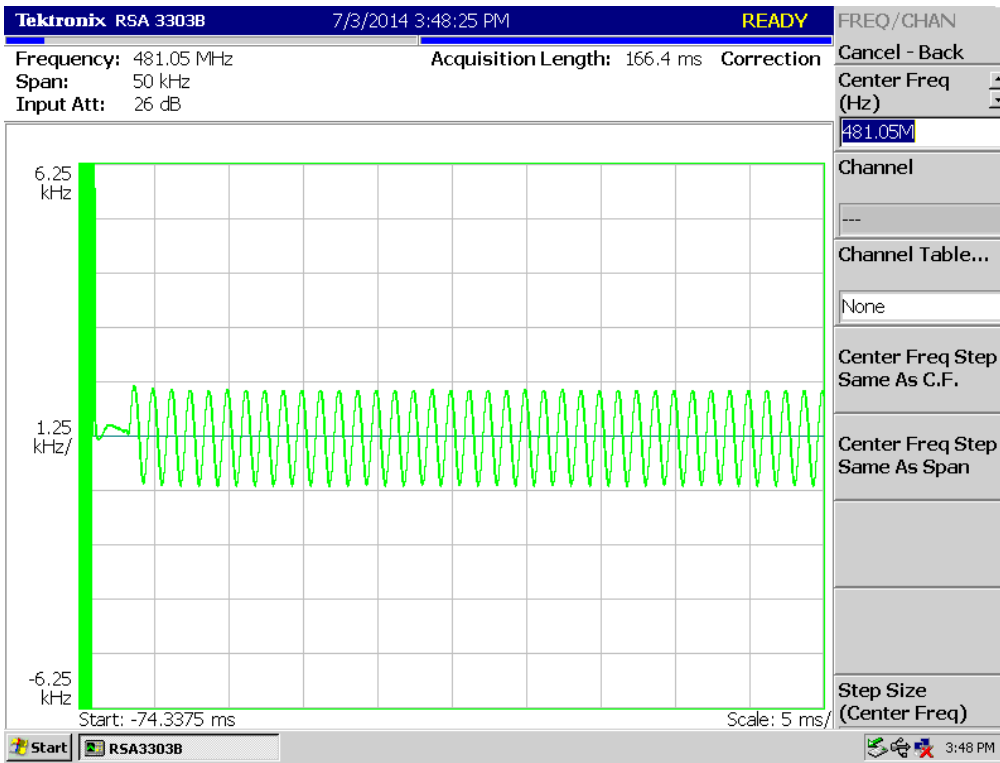 Tektronix RSA 3303B 7/3/2014 3:48:25 PM READY
Frequency: 481.05 MHz Acquisition Length: 166.4 ms Correction
Span: 50 kHz
Input Att: 26 dB
6.25
kHz
1.25
kHz/
-6.25
kHz
Start: -74.3375 ms Scale: 5 ms/
FREQ/CHAN
Cancel - Back
Center Freq
(Hz)
481.05M
Channel
---
Channel Table...
None
Center Freq Step
Same As C.F.
Center Freq Step
Same As Span
Step Size
(Center Freq)
Start RSA3303B 3:48 PM